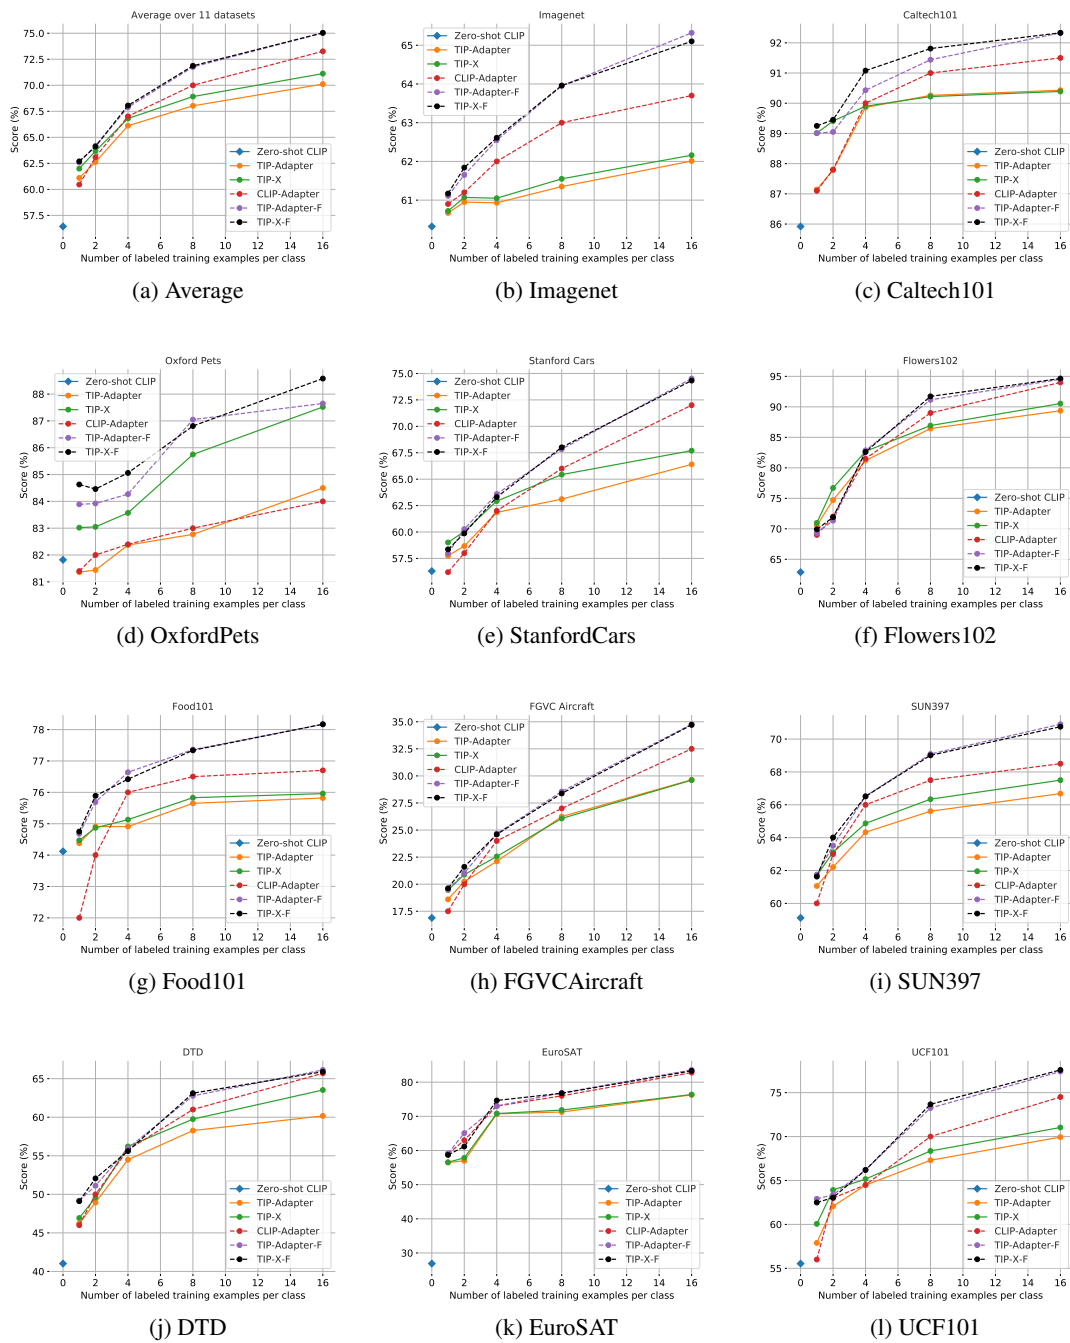 Average over 11 datasets
Score (%)
75.0
72.5
70.0
67.5
65.0
62.5
60.0
57.5
Zero-shot CLIP
TIP-Adapter
TIP-X
CLIP-Adapter
TIP-Adapter-F
TIP-X-F
0 2 4 6 8 10 12 14 16
Number of labeled training examples per class
(a) Average
Imagenet
Score (%)
65
64
63
62
61
Zero-shot CLIP
TIP-Adapter
TIP-X
CLIP-Adapter
TIP-Adapter-F
TIP-X-F
0 2 4 6 8 10 12 14 16
Number of labeled training examples per class
(b) Imagenet
Caltech101
Score (%)
92
91
90
89
88
87
86
Zero-shot CLIP
TIP-Adapter
TIP-X
CLIP-Adapter
TIP-Adapter-F
TIP-X-F
0 2 4 6 8 10 12 14 16
Number of labeled training examples per class
(c) Caltech101
Oxford Pets
Score (%)
88
87
86
85
84
83
82
81
Zero-shot CLIP
TIP-Adapter
TIP-X
CLIP-Adapter
TIP-Adapter-F
TIP-X-F
0 2 4 6 8 10 12 14 16
Number of labeled training examples per class
(d) OxfordPets
Stanford Cars
Score (%)
75.0
72.5
70.0
67.5
65.0
62.5
60.0
57.5
Zero-shot CLIP
TIP-Adapter
TIP-X
CLIP-Adapter
TIP-Adapter-F
TIP-X-F
0 2 4 6 8 10 12 14 16
Number of labeled training examples per class
(e) StanfordCars
Flowers102
Score (%)
95
90
85
80
75
70
65
Zero-shot CLIP
TIP-Adapter
TIP-X
CLIP-Adapter
TIP-Adapter-F
TIP-X-F
0 2 4 6 8 10 12 14 16
Number of labeled training examples per class
(f) Flowers102
Food101
Score (%)
78
77
76
75
74
73
72
Zero-shot CLIP
TIP-Adapter
TIP-X
CLIP-Adapter
TIP-Adapter-F
TIP-X-F
0 2 4 6 8 10 12 14 16
Number of labeled training examples per class
(g) Food101
FGVC Aircraft
Score (%)
35.0
32.5
30.0
27.5
25.0
22.5
20.0
17.5
Zero-shot CLIP
TIP-Adapter
TIP-X
CLIP-Adapter
TIP-Adapter-F
TIP-X-F
0 2 4 6 8 10 12 14 16
Number of labeled training examples per class
(h) FGVCAircraft
SUN397
Score (%)
70
68
66
64
62
60
Zero-shot CLIP
TIP-Adapter
TIP-X
CLIP-Adapter
TIP-Adapter-F
TIP-X-F
0 2 4 6 8 10 12 14 16
Number of labeled training examples per class
(i) SUN397
DTD
Score (%)
65
60
55
50
45
40
Zero-shot CLIP
TIP-Adapter
TIP-X
CLIP-Adapter
TIP-Adapter-F
TIP-X-F
0 2 4 6 8 10 12 14 16
Number of labeled training examples per class
(j) DTD
EuroSAT
Score (%)
80
70
60
50
40
30
Zero-shot CLIP
TIP-Adapter
TIP-X
CLIP-Adapter
TIP-Adapter-F
TIP-X-F
0 2 4 6 8 10 12 14 16
Number of labeled training examples per class
(k) EuroSAT
UCF101
Score (%)
75
70
65
60
55
Zero-shot CLIP
TIP-Adapter
TIP-X
CLIP-Adapter
TIP-Adapter-F
TIP-X-F
0 2 4 6 8 10 12 14 16
Number of labeled training examples per class
(l) UCF101